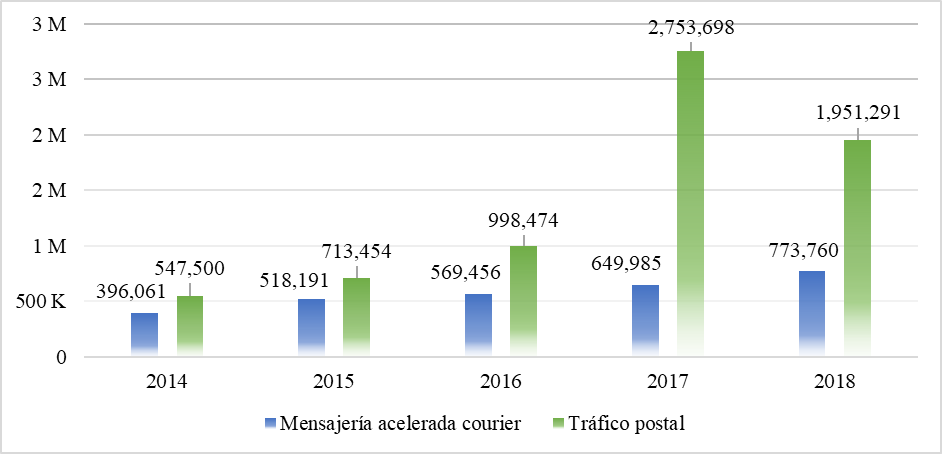 3 M
2,753,698
3 M
1,951,291
2 M
2 M
998,474
1 M
713,454
773,760
649,985
547,500
569,456
518,191
396,061
500 K
0
2014
2015
2016
2017
2018
Mensajería acelerada courier
Tráfico postal